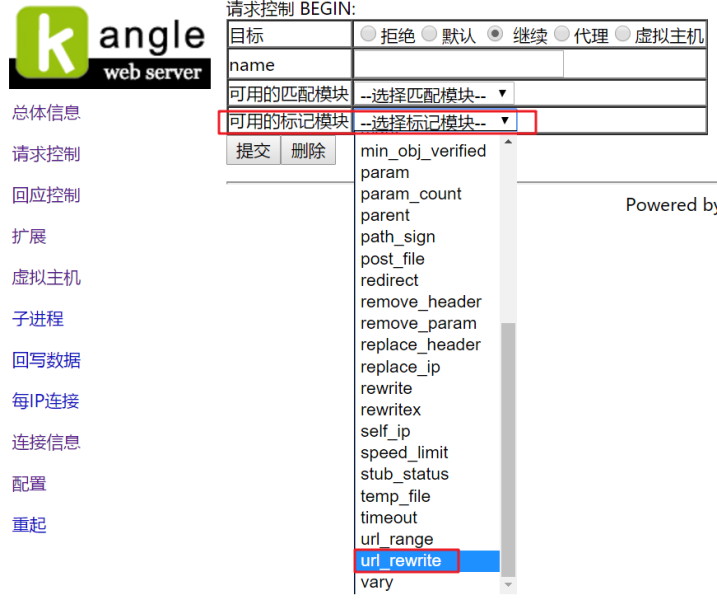 kangle
web server
总体信息
请求控制
回应控制
扩展
虚拟主机
子进程
回写数据
每IP连接
连接信息
配置
重起
请求控制 BEGIN:
目标 拒绝 默认 继续 代理 虚拟主机
name
可用的匹配模块 --选择匹配模块--
可用的标记模块 --选择标记模块--
提交 删除
min_obj_verified
param
param_count
parent
path_sign
post_file
redirect
remove_header
remove_param
replace_header
replace_ip
rewrite
rewritex
self_ip
speed_limit
stub_status
temp_file
timeout
url_range
url_rewrite
vary
Powered by